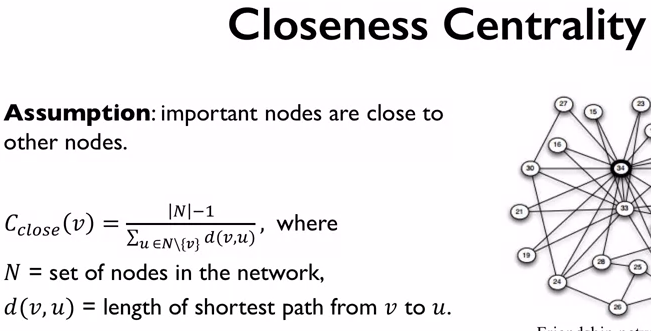 Closeness Centrality
Assumption: important nodes are close to
other nodes.
C_close(v) = (|N|−1) / (∑_{u∈N\{v}} d(v,u)), where
N = set of nodes in the network,
d(v,u) = length of shortest path from v to u.
27
15
23
16
30
34
21
33
19
28
25
24
26